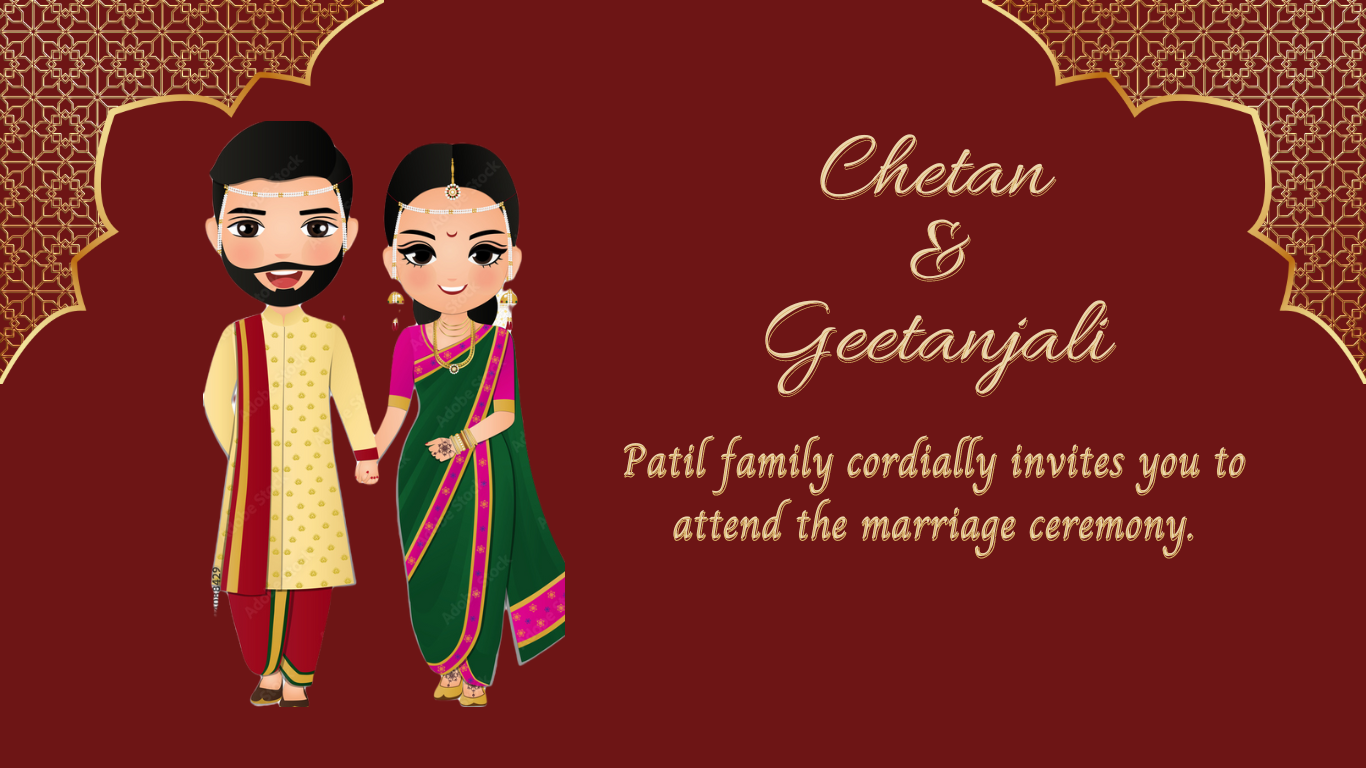 Chetan
&
Geetanjali
Patil family cordially invites you to
attend the marriage ceremony.